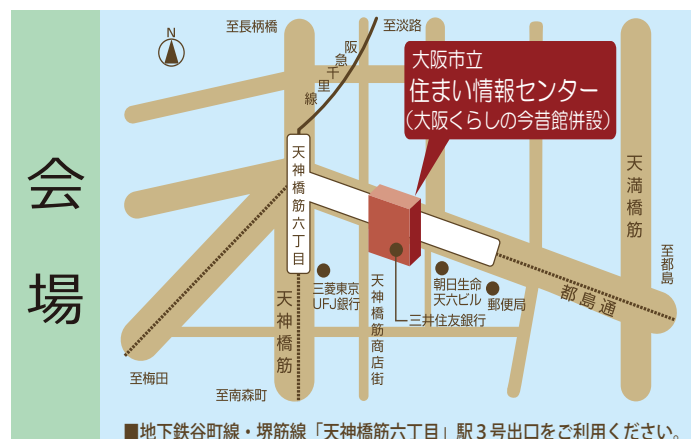 会場
N
至長柄橋
至淡路
阪急千里線
大阪市立
住まい情報センター
(大阪くらしの今昔館併設)
天神橋筋六丁目
天満橋筋
至都島
三菱東京
UFJ銀行
天神橋筋
天神橋筋商店街
朝日生命
天六ビル
郵便局
都島通
三井住友銀行
至梅田
至南森町
■地下鉄谷町線・堺筋線「天神橋筋六丁目」駅3号出口をご利用ください。